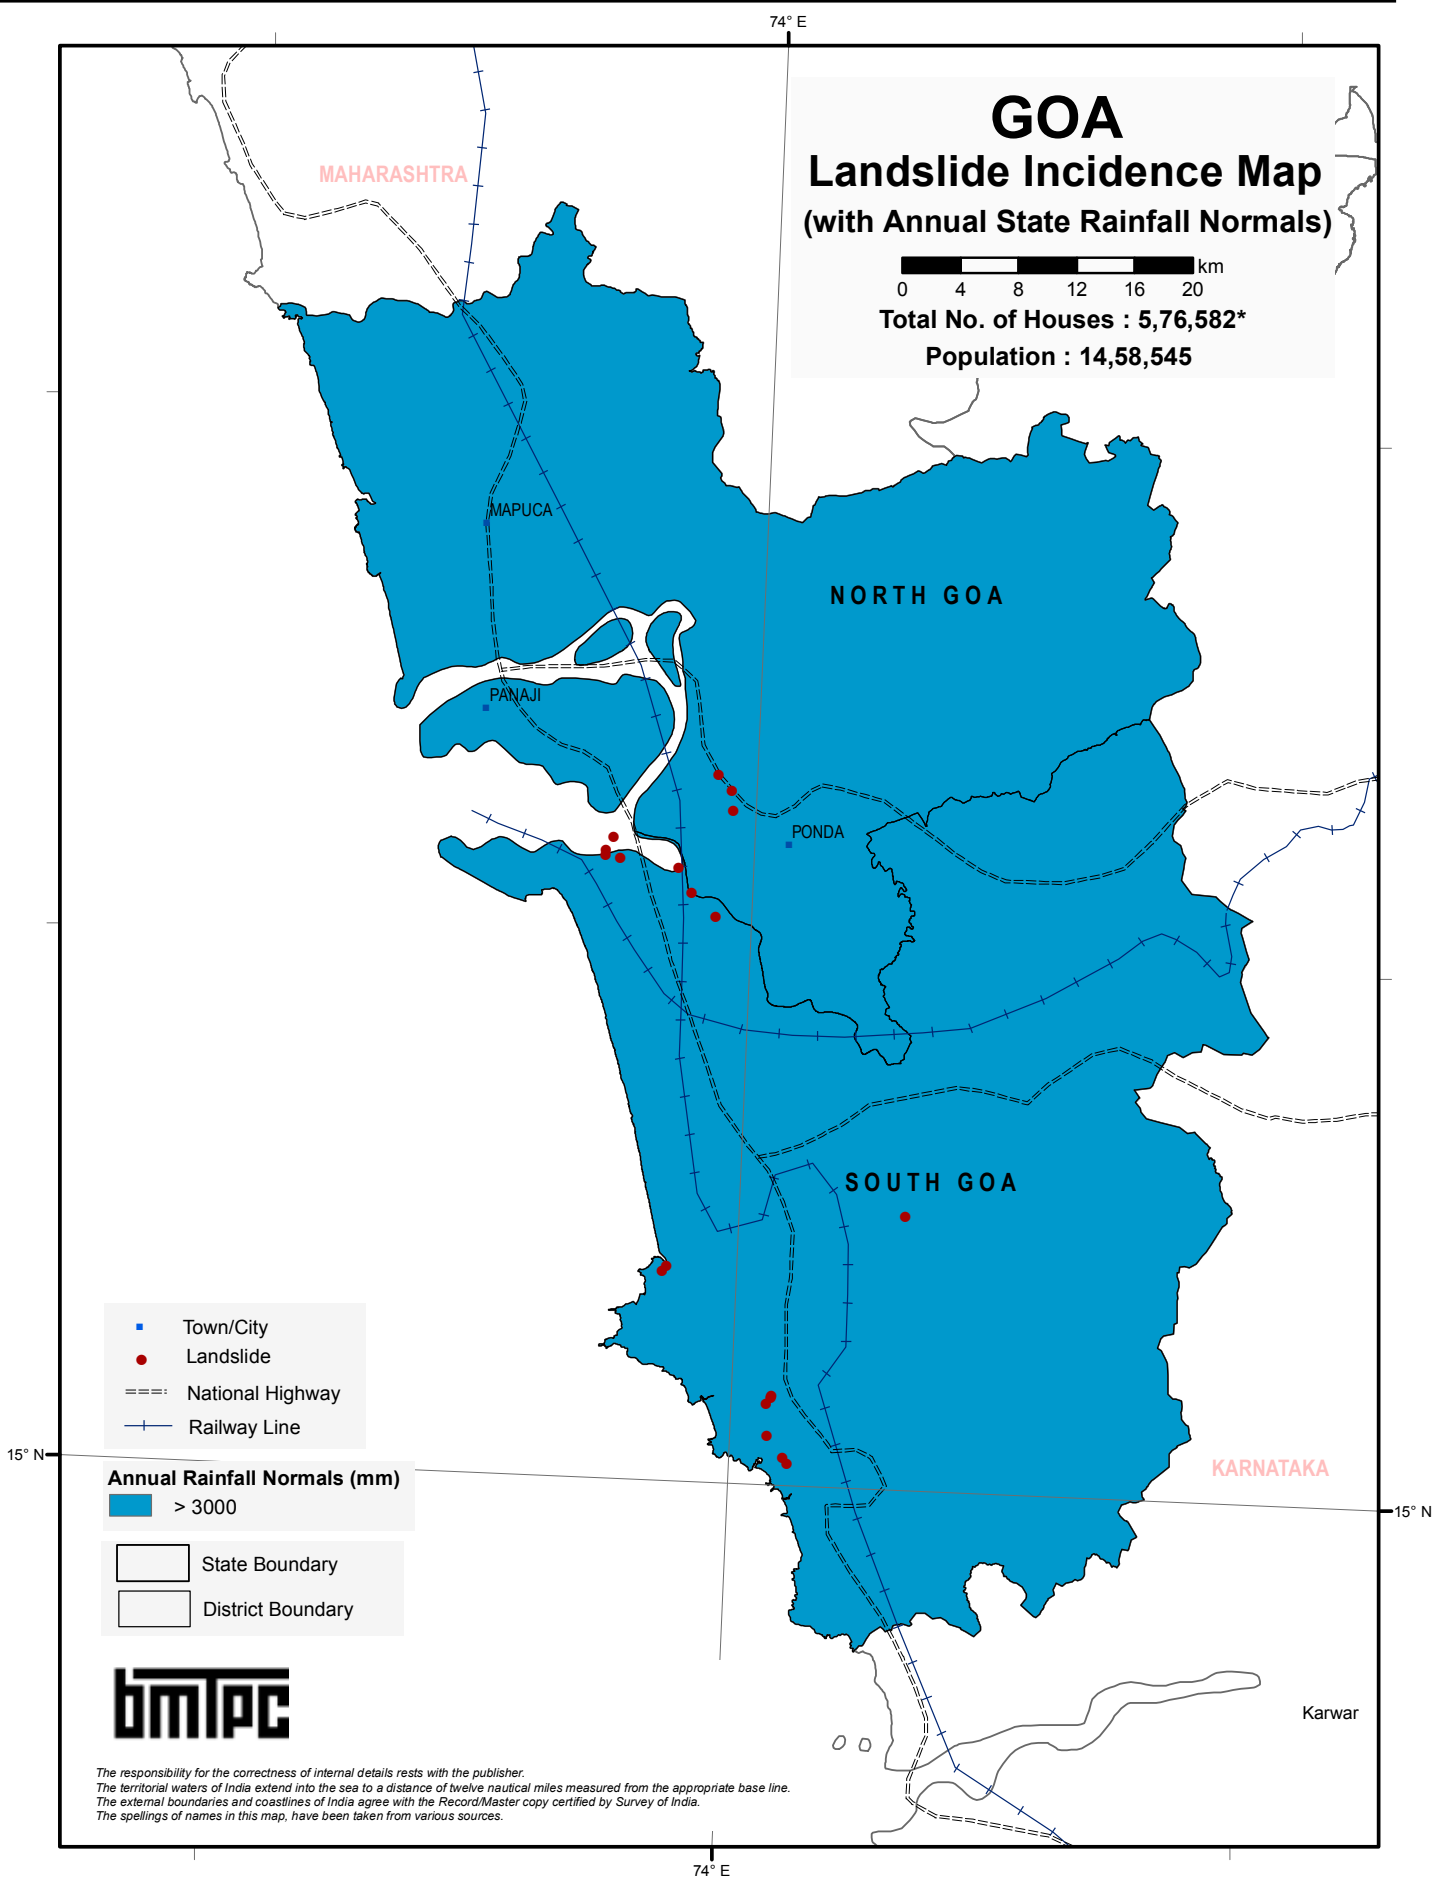 74° E
MAHARASHTRA
GOA
Landslide Incidence Map
(with Annual State Rainfall Normals)
km
0 4 8 12 16 20
Total No. of Houses : 5,76,582*
Population : 14,58,545
MAPUCA
NORTH GOA
PANAJI
PONDA
SOUTH GOA
Town/City
Landslide
National Highway
Railway Line
15° N
Annual Rainfall Normals (mm)
> 3000
KARNATAKA
15° N
State Boundary
District Boundary
bmTPC
Karwar
The responsibility for the correctness of internal details rests with the publisher.
The territorial waters of India extend into the sea to a distance of twelve nautical miles measured from the appropriate base line.
The external boundaries and coastlines of India agree with the Record/Master copy certified by Survey of India.
The spellings of names in this map, have been taken from various sources.
74° E